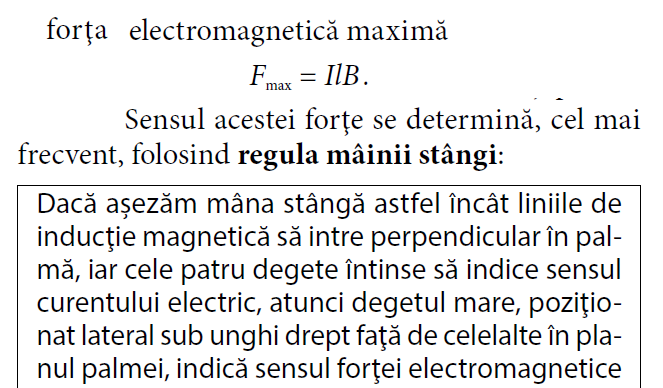 forţa electromagnetică maximă
Fmax = IlB.
Sensul acestei forţe se determină, cel mai
frecvent, folosind regula mâinii stângi:
Dacă așezăm mâna stângă astfel încât liniile de
inducţie magnetică să intre perpendicular în pal-
mă, iar cele patru degete întinse să indice sensul
curentului electric, atunci degetul mare, poziţio-
nat lateral sub unghi drept faţă de celelalte în pla-
nul palmei, indică sensul forţei electromagnetice